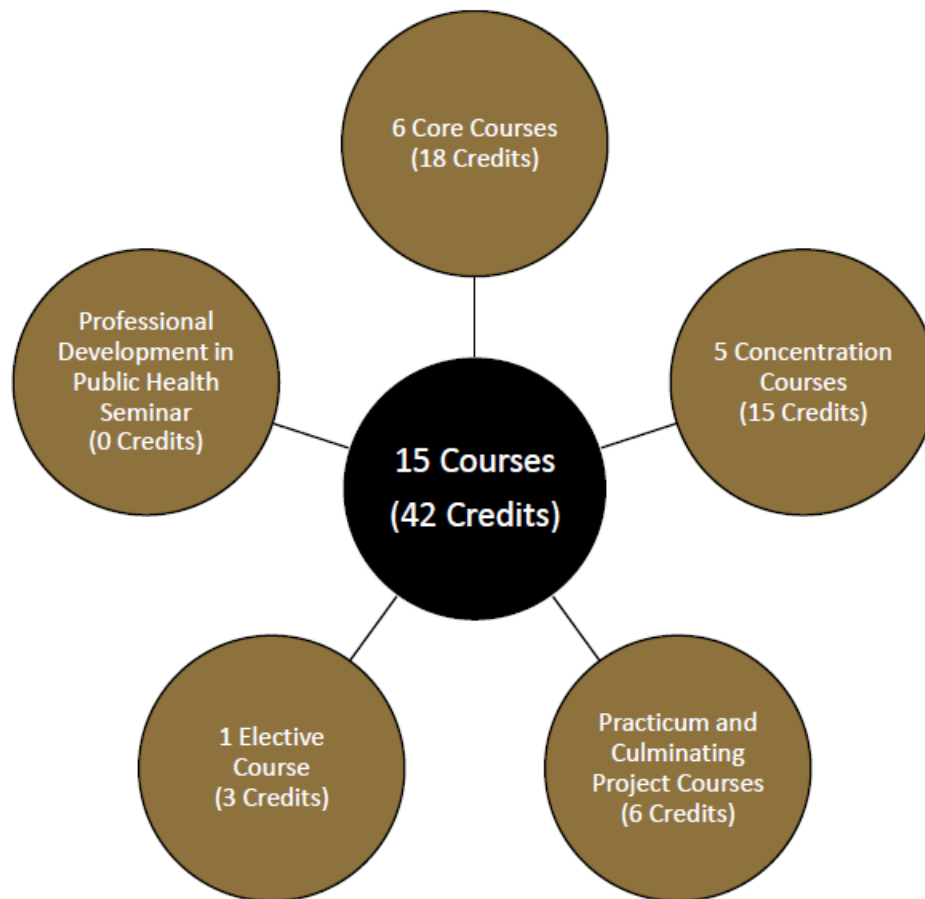 6 Core Courses
(18 Credits)
Professional
Development in
Public Health
Seminar
(0 Credits)
5 Concentration
Courses
(15 Credits)
15 Courses
(42 Credits)
1 Elective
Course
(3 Credits)
Practicum and
Culminating
Project Courses
(6 Credits)